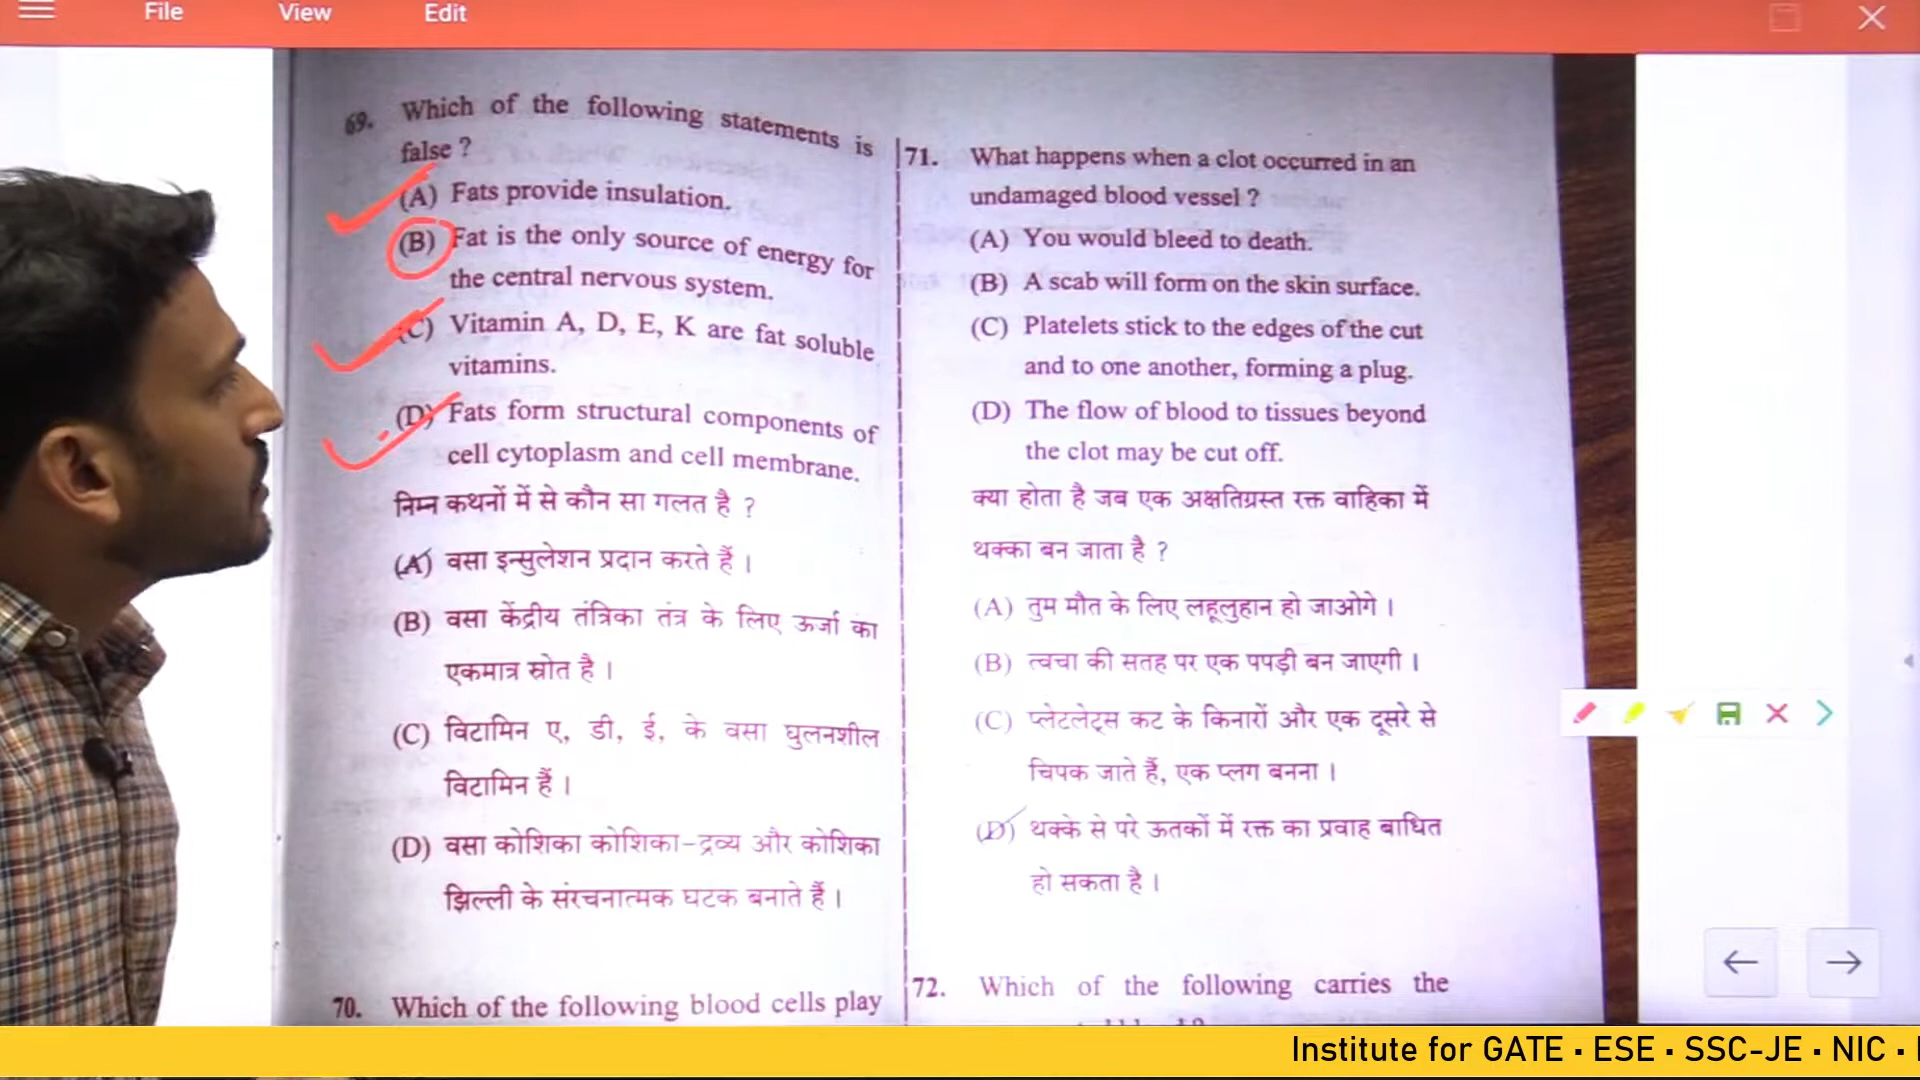 File View Edit
69. Which of the following statements is
false ?
(A) Fats provide insulation.
(B) Fat is the only source of energy for
the central nervous system.
(C) Vitamin A, D, E, K are fat soluble
vitamins.
(D) Fats form structural components of
cell cytoplasm and cell membrane.
निम्न कथनों में से कौन सा गलत है ?
(A) वसा इन्सुलेशन प्रदान करते हैं ।
(B) वसा केंद्रीय तंत्रिका तंत्र के लिए ऊर्जा का
एकमात्र स्रोत है ।
(C) विटामिन ए, डी, ई, के वसा घुलनशील
विटामिन हैं ।
(D) वसा कोशिका कोशिका-द्रव्य और कोशिका
झिल्ली के संरचनात्मक घटक बनाते हैं ।
70. Which of the following blood cells play
71. What happens when a clot occurred in an
undamaged blood vessel ?
(A) You would bleed to death.
(B) A scab will form on the skin surface.
(C) Platelets stick to the edges of the cut
and to one another, forming a plug.
(D) The flow of blood to tissues beyond
the clot may be cut off.
क्या होता है जब एक अक्षतिग्रस्त रक्त वाहिका में
थक्का बन जाता है ?
(A) तुम मौत के लिए लहूलुहान हो जाओगे ।
(B) त्वचा की सतह पर एक पपड़ी बन जाएगी ।
(C) प्लेटलेट्स कट के किनारों और एक दूसरे से
चिपक जाते हैं, एक प्लग बनना ।
(D) थक्के से परे ऊतकों में रक्त का प्रवाह बाधित
हो सकता है ।
72. Which of the following carries the
Institute for GATE ▪ ESE ▪ SSC-JE ▪ NIC ▪